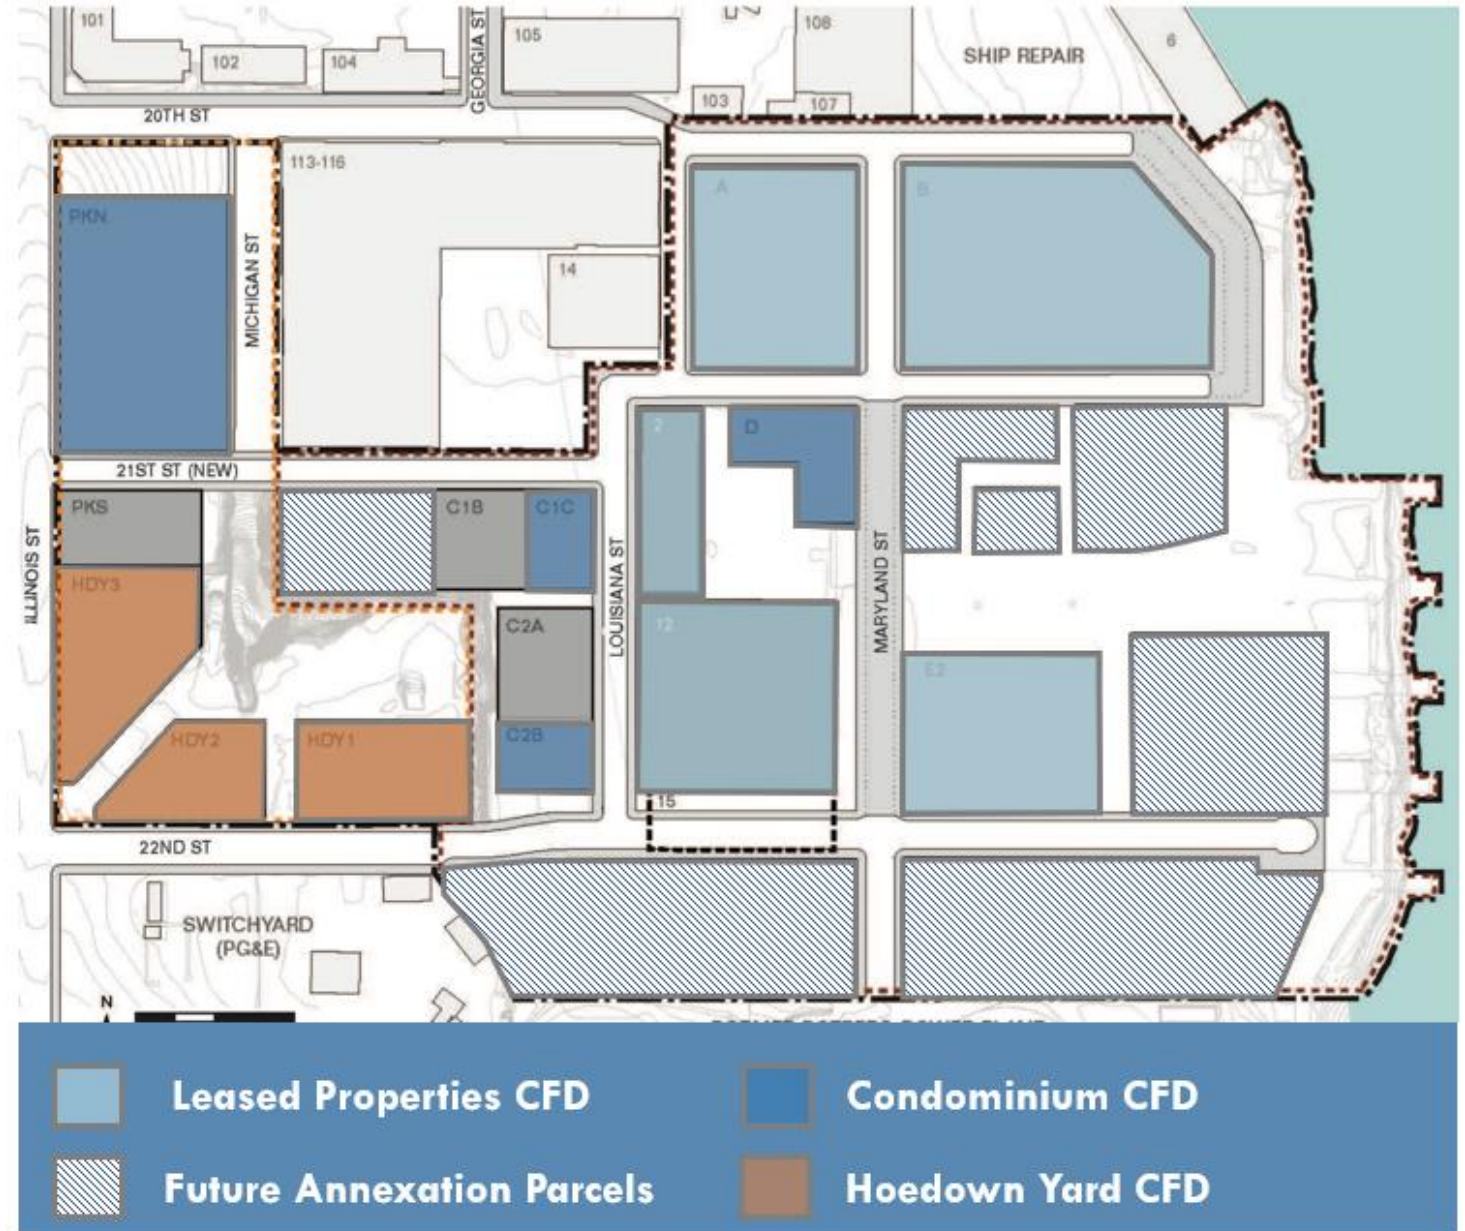 101
102
104
GEORGIA ST
105
108
SHIP REPAIR
6
103
107
20TH ST
113-116
A
B
PKN
MICHIGAN ST
14
2
D
21ST ST (NEW)
PKS
C1B
C1C
ILLINOIS ST
HDY3
LOUISIANA ST
MARYLAND ST
C2A
12
E2
HDY2
HDY1
C2B
15
22ND ST
SWITCHYARD
(PG&E)
N
Leased Properties CFD
Condominium CFD
Future Annexation Parcels
Hoedown Yard CFD